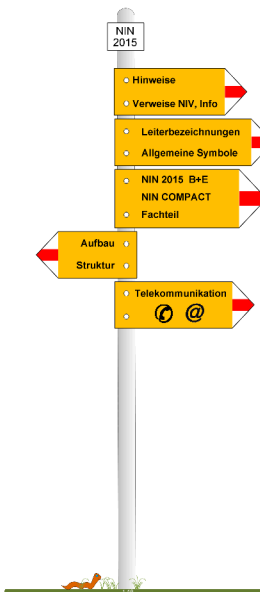 NIN
2015
Hinweise
Verweise NIV, Info
Leiterbezeichnungen
Allgemeine Symbole
NIN 2015 B+E
NIN COMPACT
Fachteil
Aufbau
Struktur
Telekommunikation
✆ @